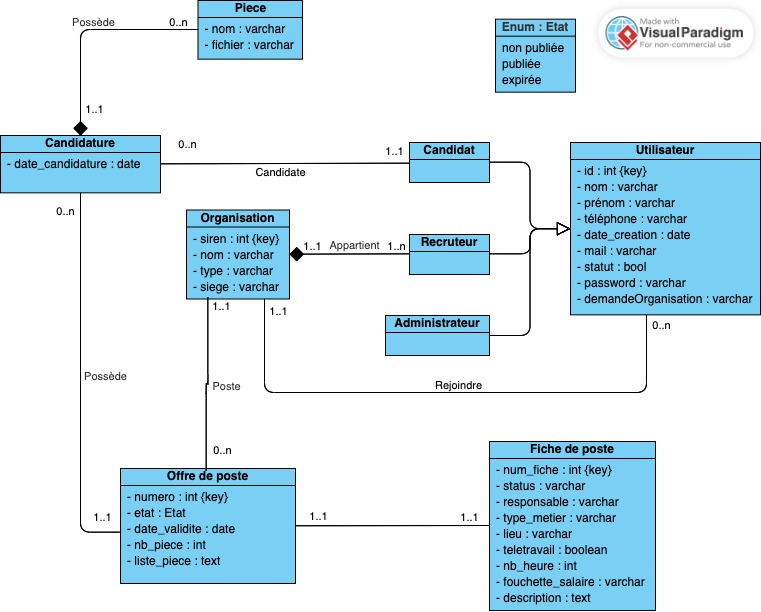 Piece
- nom : varchar
- fichier : varchar
Possède
0..n
1..1
Enum : Etat
non publiée
publiée
expirée
Made with
Visual Paradigm
For non-commercial use
Candidature
- date_candidature : date
0..n
1..1
Candidate
Candidat
Utilisateur
- id : int {key}
- nom : varchar
- prénom : varchar
- téléphone : varchar
- date_creation : date
- mail : varchar
- statut : bool
- password : varchar
- demandeOrganisation : varchar
0..n
Organisation
- siren : int {key}
- nom : varchar
- type : varchar
- siege : varchar
1..1
Appartient
1..n
Recruteur
Administrateur
1..1
1..1
0..n
Rejoindre
Possède
Poste
0..n
1..1
Offre de poste
- numero : int {key}
- etat : Etat
- date_validite : date
- nb_piece : int
- liste_piece : text
1..1
1..1
Fiche de poste
- num_fiche : int {key}
- status : varchar
- responsable : varchar
- type_metier : varchar
- lieu : varchar
- teletravail : boolean
- nb_heure : int
- fouchette_salaire : varchar
- description : text